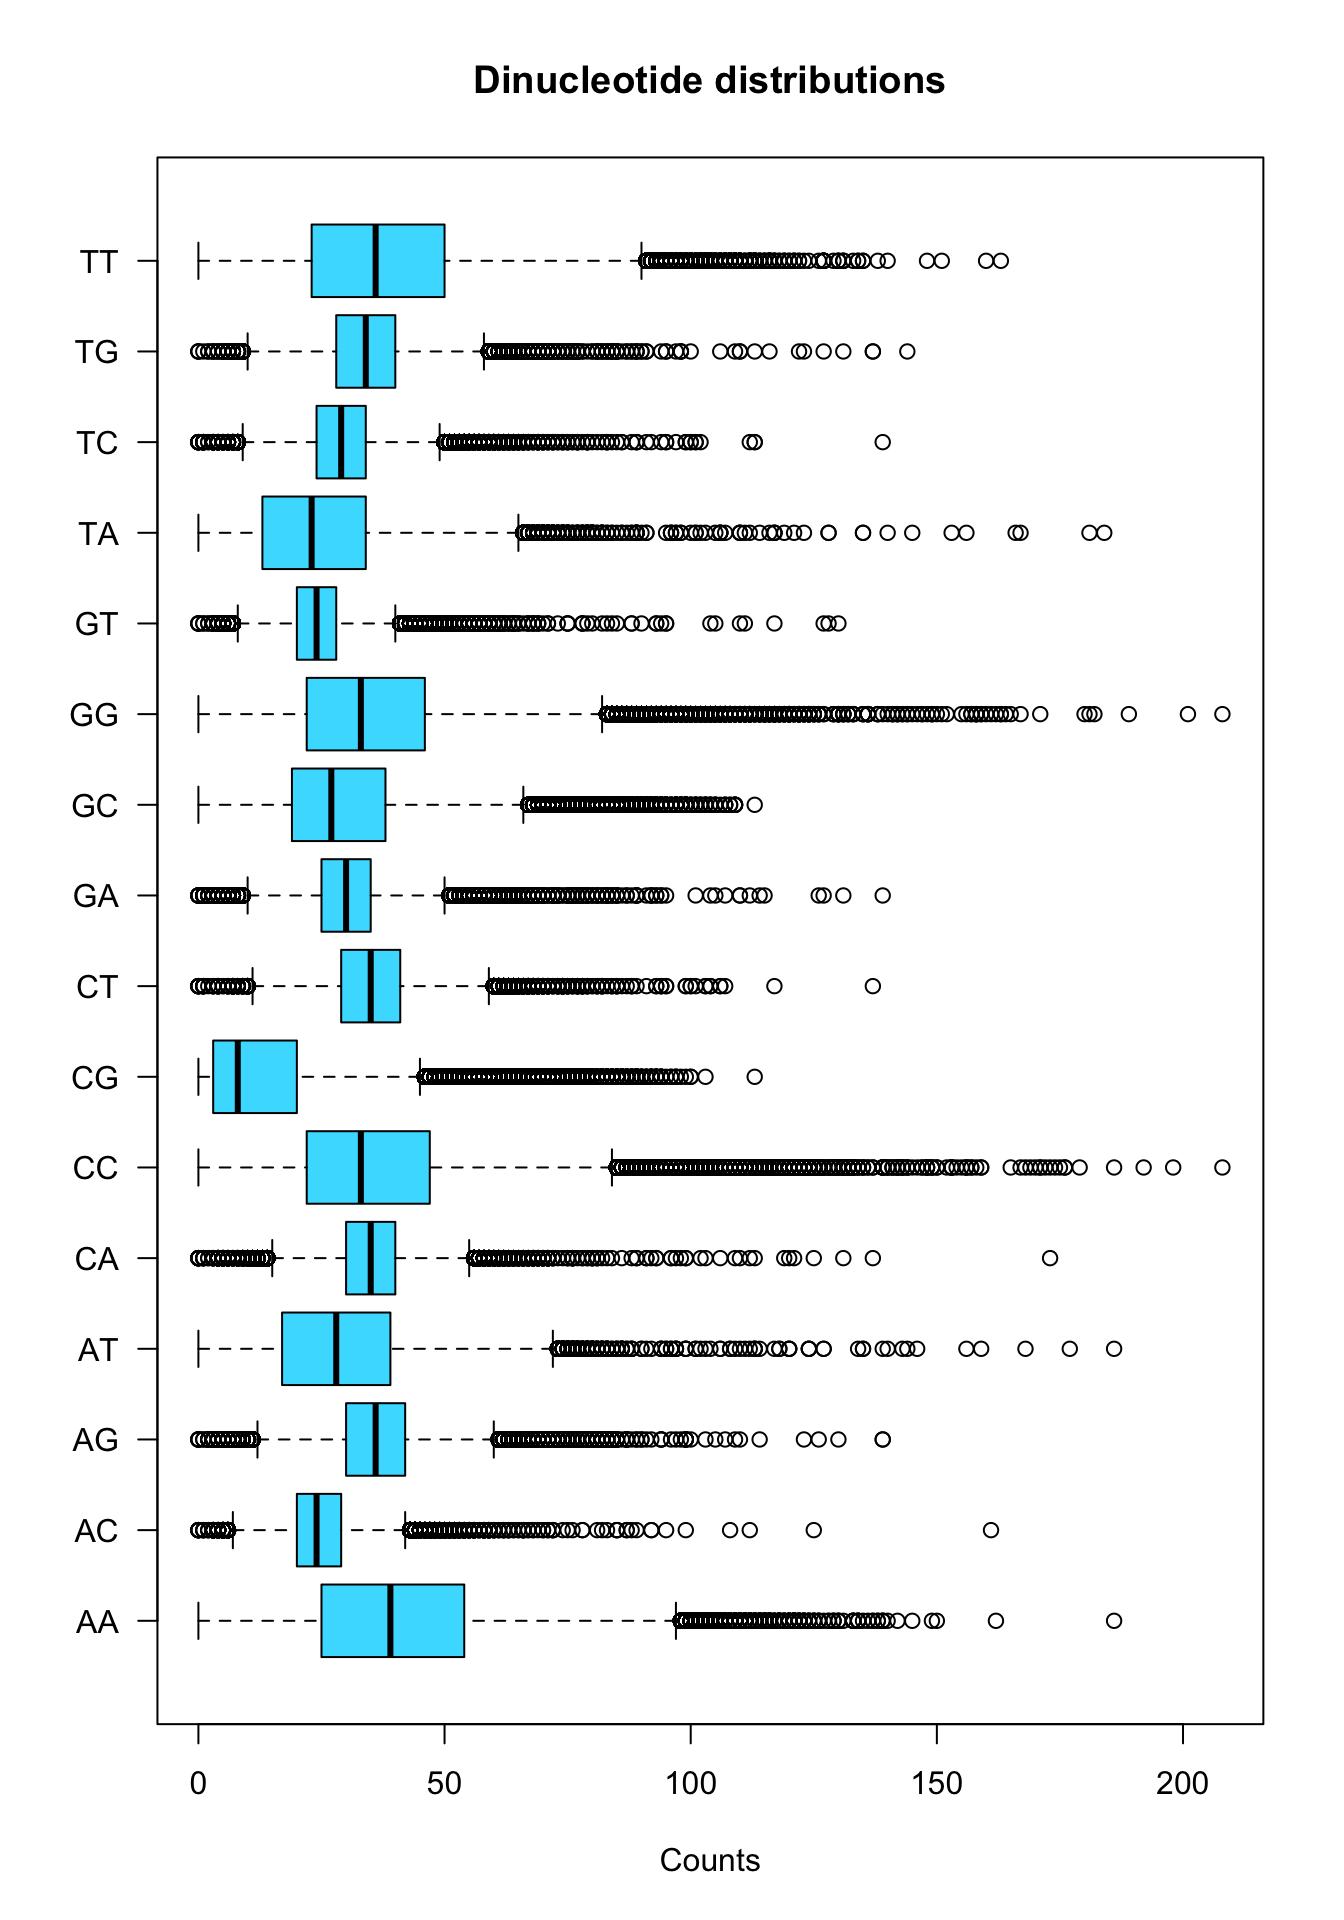 Dinucleotide distributions
TT
TG
TC
TA
GT
GG
GC
GA
CT
CG
CC
CA
AT
AG
AC
AA
0 50 100 150 200
Counts